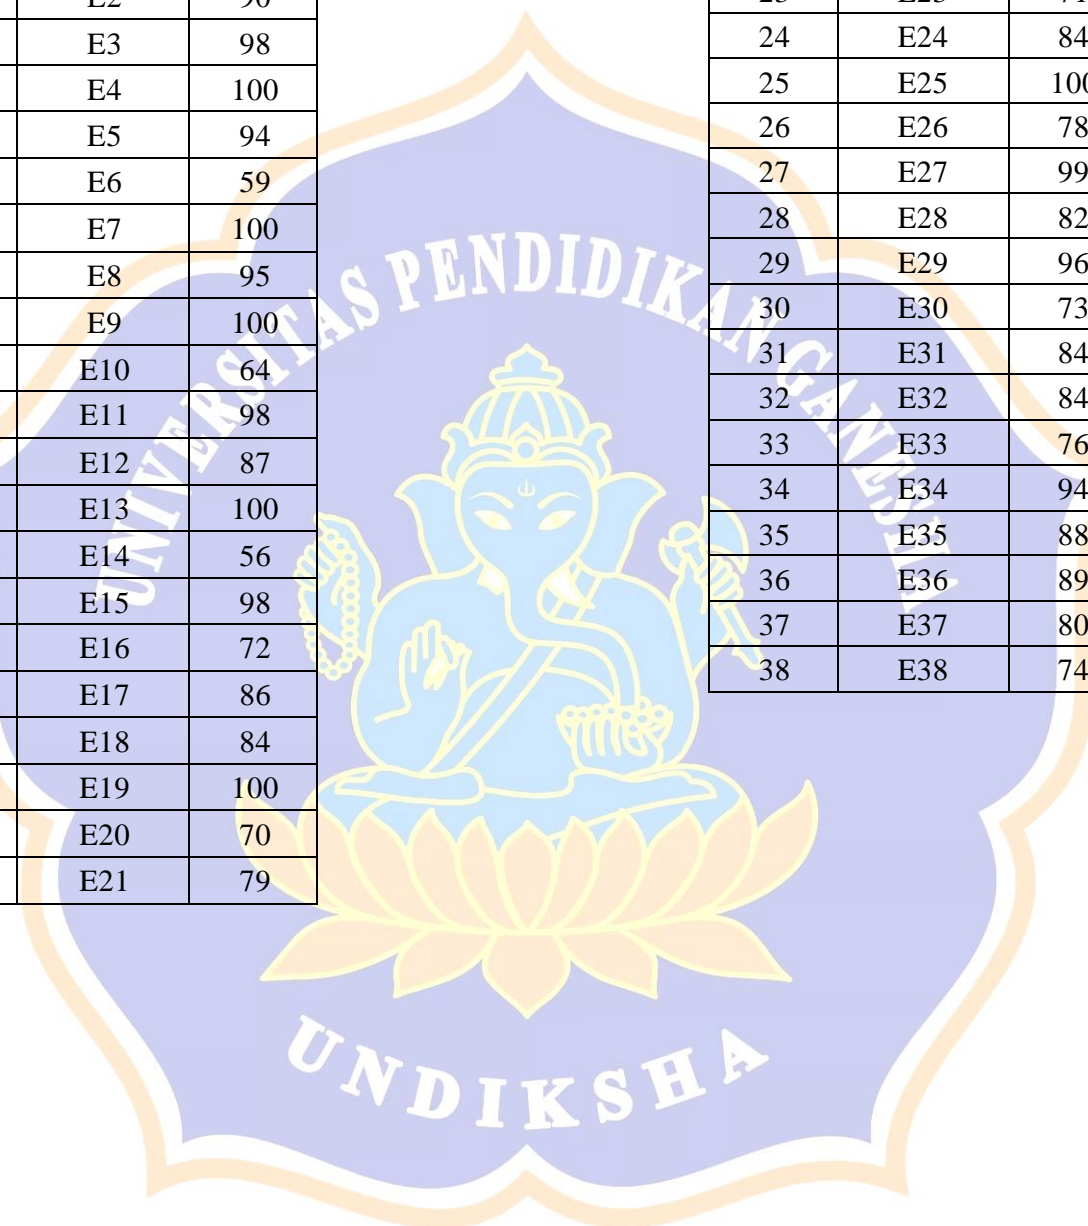 E3 98
E4 100
E5 94
E6 59
E7 100
E8 95
E9 100
E10 64
E11 98
E12 87
E13 100
E14 56
E15 98
E16 72
E17 86
E18 84
E19 100
E20 70
E21 79
24 E24 84
25 E25 100
26 E26 78
27 E27 99
28 E28 82
29 E29 96
30 E30 73
31 E31 84
32 E32 84
33 E33 76
34 E34 94
35 E35 88
36 E36 89
37 E37 80
38 E38 74
UNIVERSITAS PENDIDIKAN GANESHA
UNDIKSHA